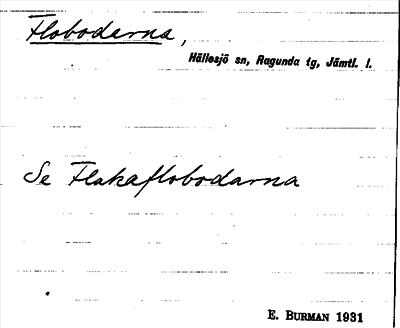 Flobodarna,
Hällesjö sn, Ragunda tg, Jämtl. l.
Se Flakaflobodarna
E. BURMAN 1931